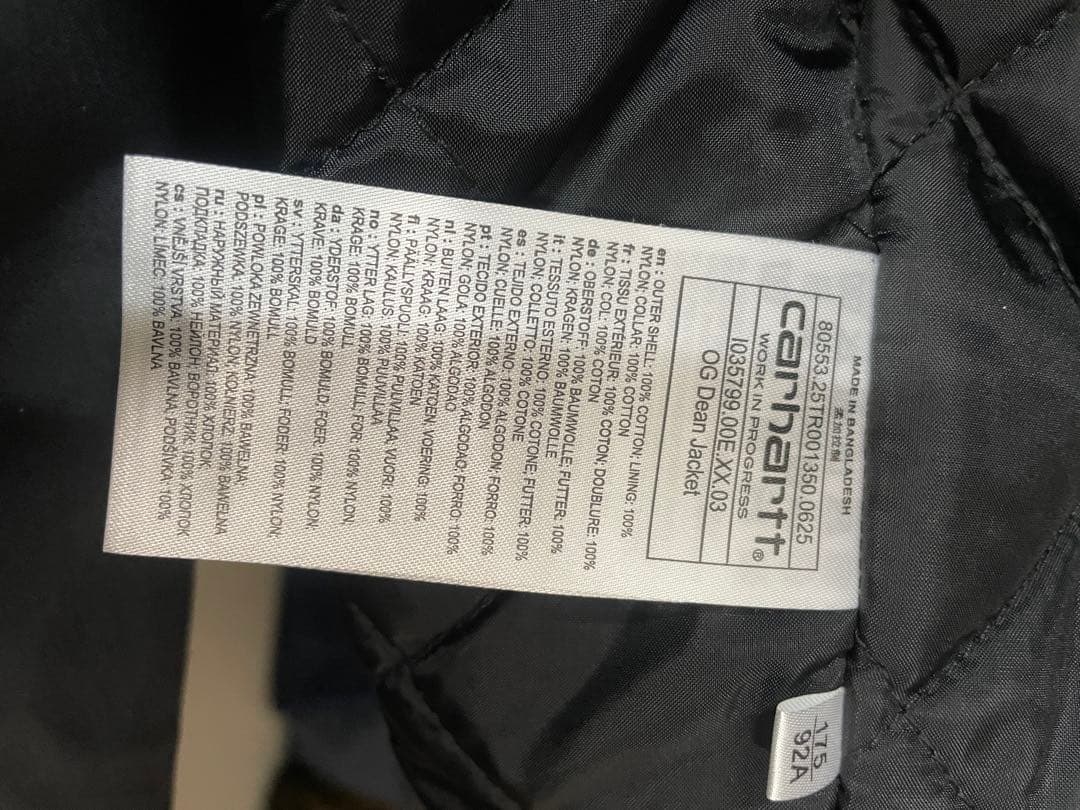 MADE IN BANGLADESH
孟加拉制
80553.25TR001350.0625
carhartt®
WORK IN PROGRESS
I035799.00E.XX.03
OG Dean Jacket
en : OUTER SHELL: 100% COTTON; LINING: 100%
NYLON; COLLAR: 100% COTTON
fr : TISSU EXTÉRIEUR: 100% COTON; DOUBLURE: 100%
NYLON; COL: 100% COTON
de : OBERSTOFF: 100% BAUMWOLLE; FUTTER: 100%
NYLON; KRAGEN: 100% BAUMWOLLE
it : TESSUTO ESTERNO: 100% COTONE; FUTTER: 100%
NYLON; COLLETTO: 100% COTONE
es : TEJIDO EXTERNO: 100% ALGODON; FORRO: 100%
NYLON; CUELLE: 100% ALGODON
pt : TECIDO EXTERIOR: 100% ALGODAO; FORRO: 100%
NYLON; GOLA: 100% ALGODAO
nl : BUITEN LAAG: 100% KATOEN; VOERING: 100%
NYLON; KRAAG: 100% KATOEN
fi : PÄÄLLYSPUOLI: 100% PUUVILLAA; VUORI: 100%
NYLON; KAULUS: 100% PUUVILLAA
no : YTTER LAG: 100% BOMULL; FOR: 100% NYLON;
KRAGE: 100% BOMULL
da : YDERSTOF: 100% BOMULD; FOER: 100% NYLON;
KRAVE: 100% BOMULD
sv : YTTERSKAL: 100% BOMULL; FODER: 100% NYLON;
KRAGE: 100% BOMULL
pl : POWLOKA ZEWNETRZNA: 100% BAWELNA;
PODSZEWKA: 100% NYLON; KOLNIERZ: 100% BAWELNA
ru : НАРУЖНЫЙ МАТЕРИАЛ: 100% ХЛОПОК;
ПОДКЛАДКА: 100% НЕЙЛОН; ВОРОТНИК: 100% ХЛОПОК
cs : VNĚJŠÍ VRSTVA: 100% BAVLNA; PODŠÍVKA: 100%
NYLON; LÍMEC: 100% BAVLNA
175
92A